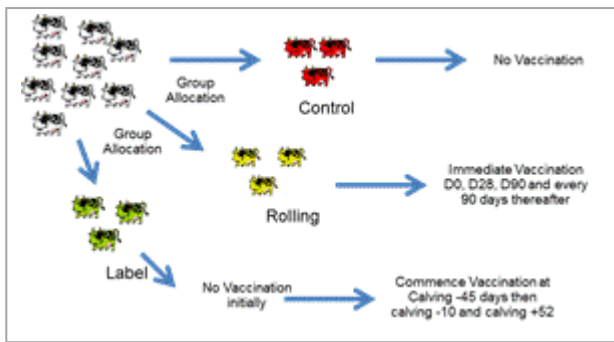 Group
Allocation
No Vaccination
Control
Group
Allocation
Immediate Vaccination
D0, D28, D90 and every
90 days thereafter
Rolling
Label
No Vaccination
initially
Commence Vaccination at
Calving -45 days then
calving -10 and calving +52